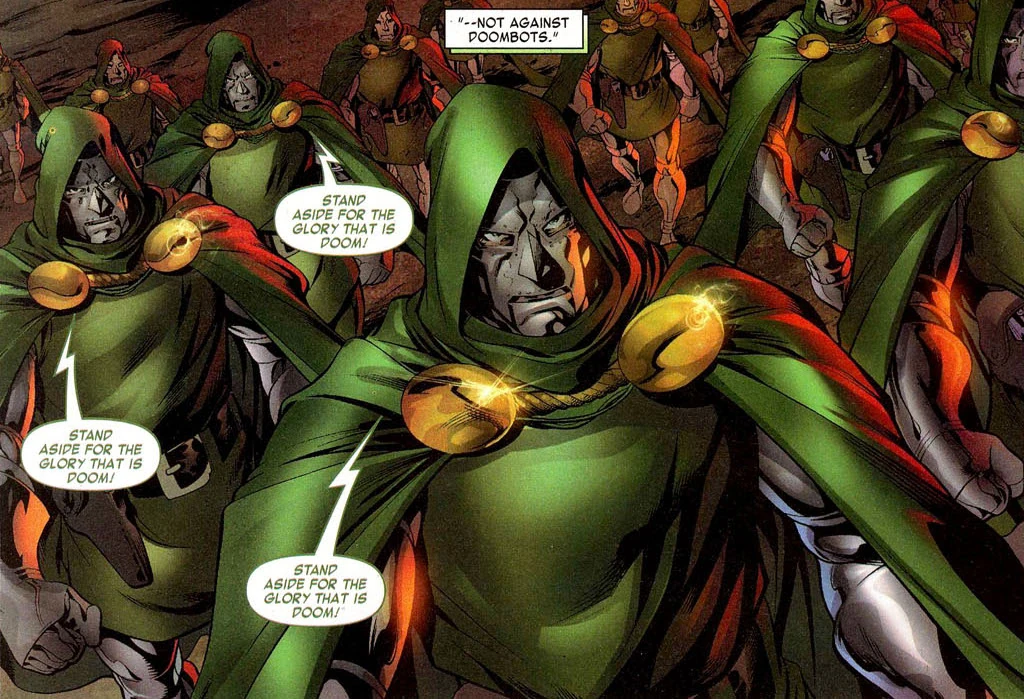 "--NOT AGAINST
DOOMBOTS."
STAND
ASIDE FOR THE
GLORY THAT IS
DOOM!
STAND
ASIDE FOR THE
GLORY THAT IS
DOOM!
STAND
ASIDE FOR THE
GLORY THAT IS
DOOM!